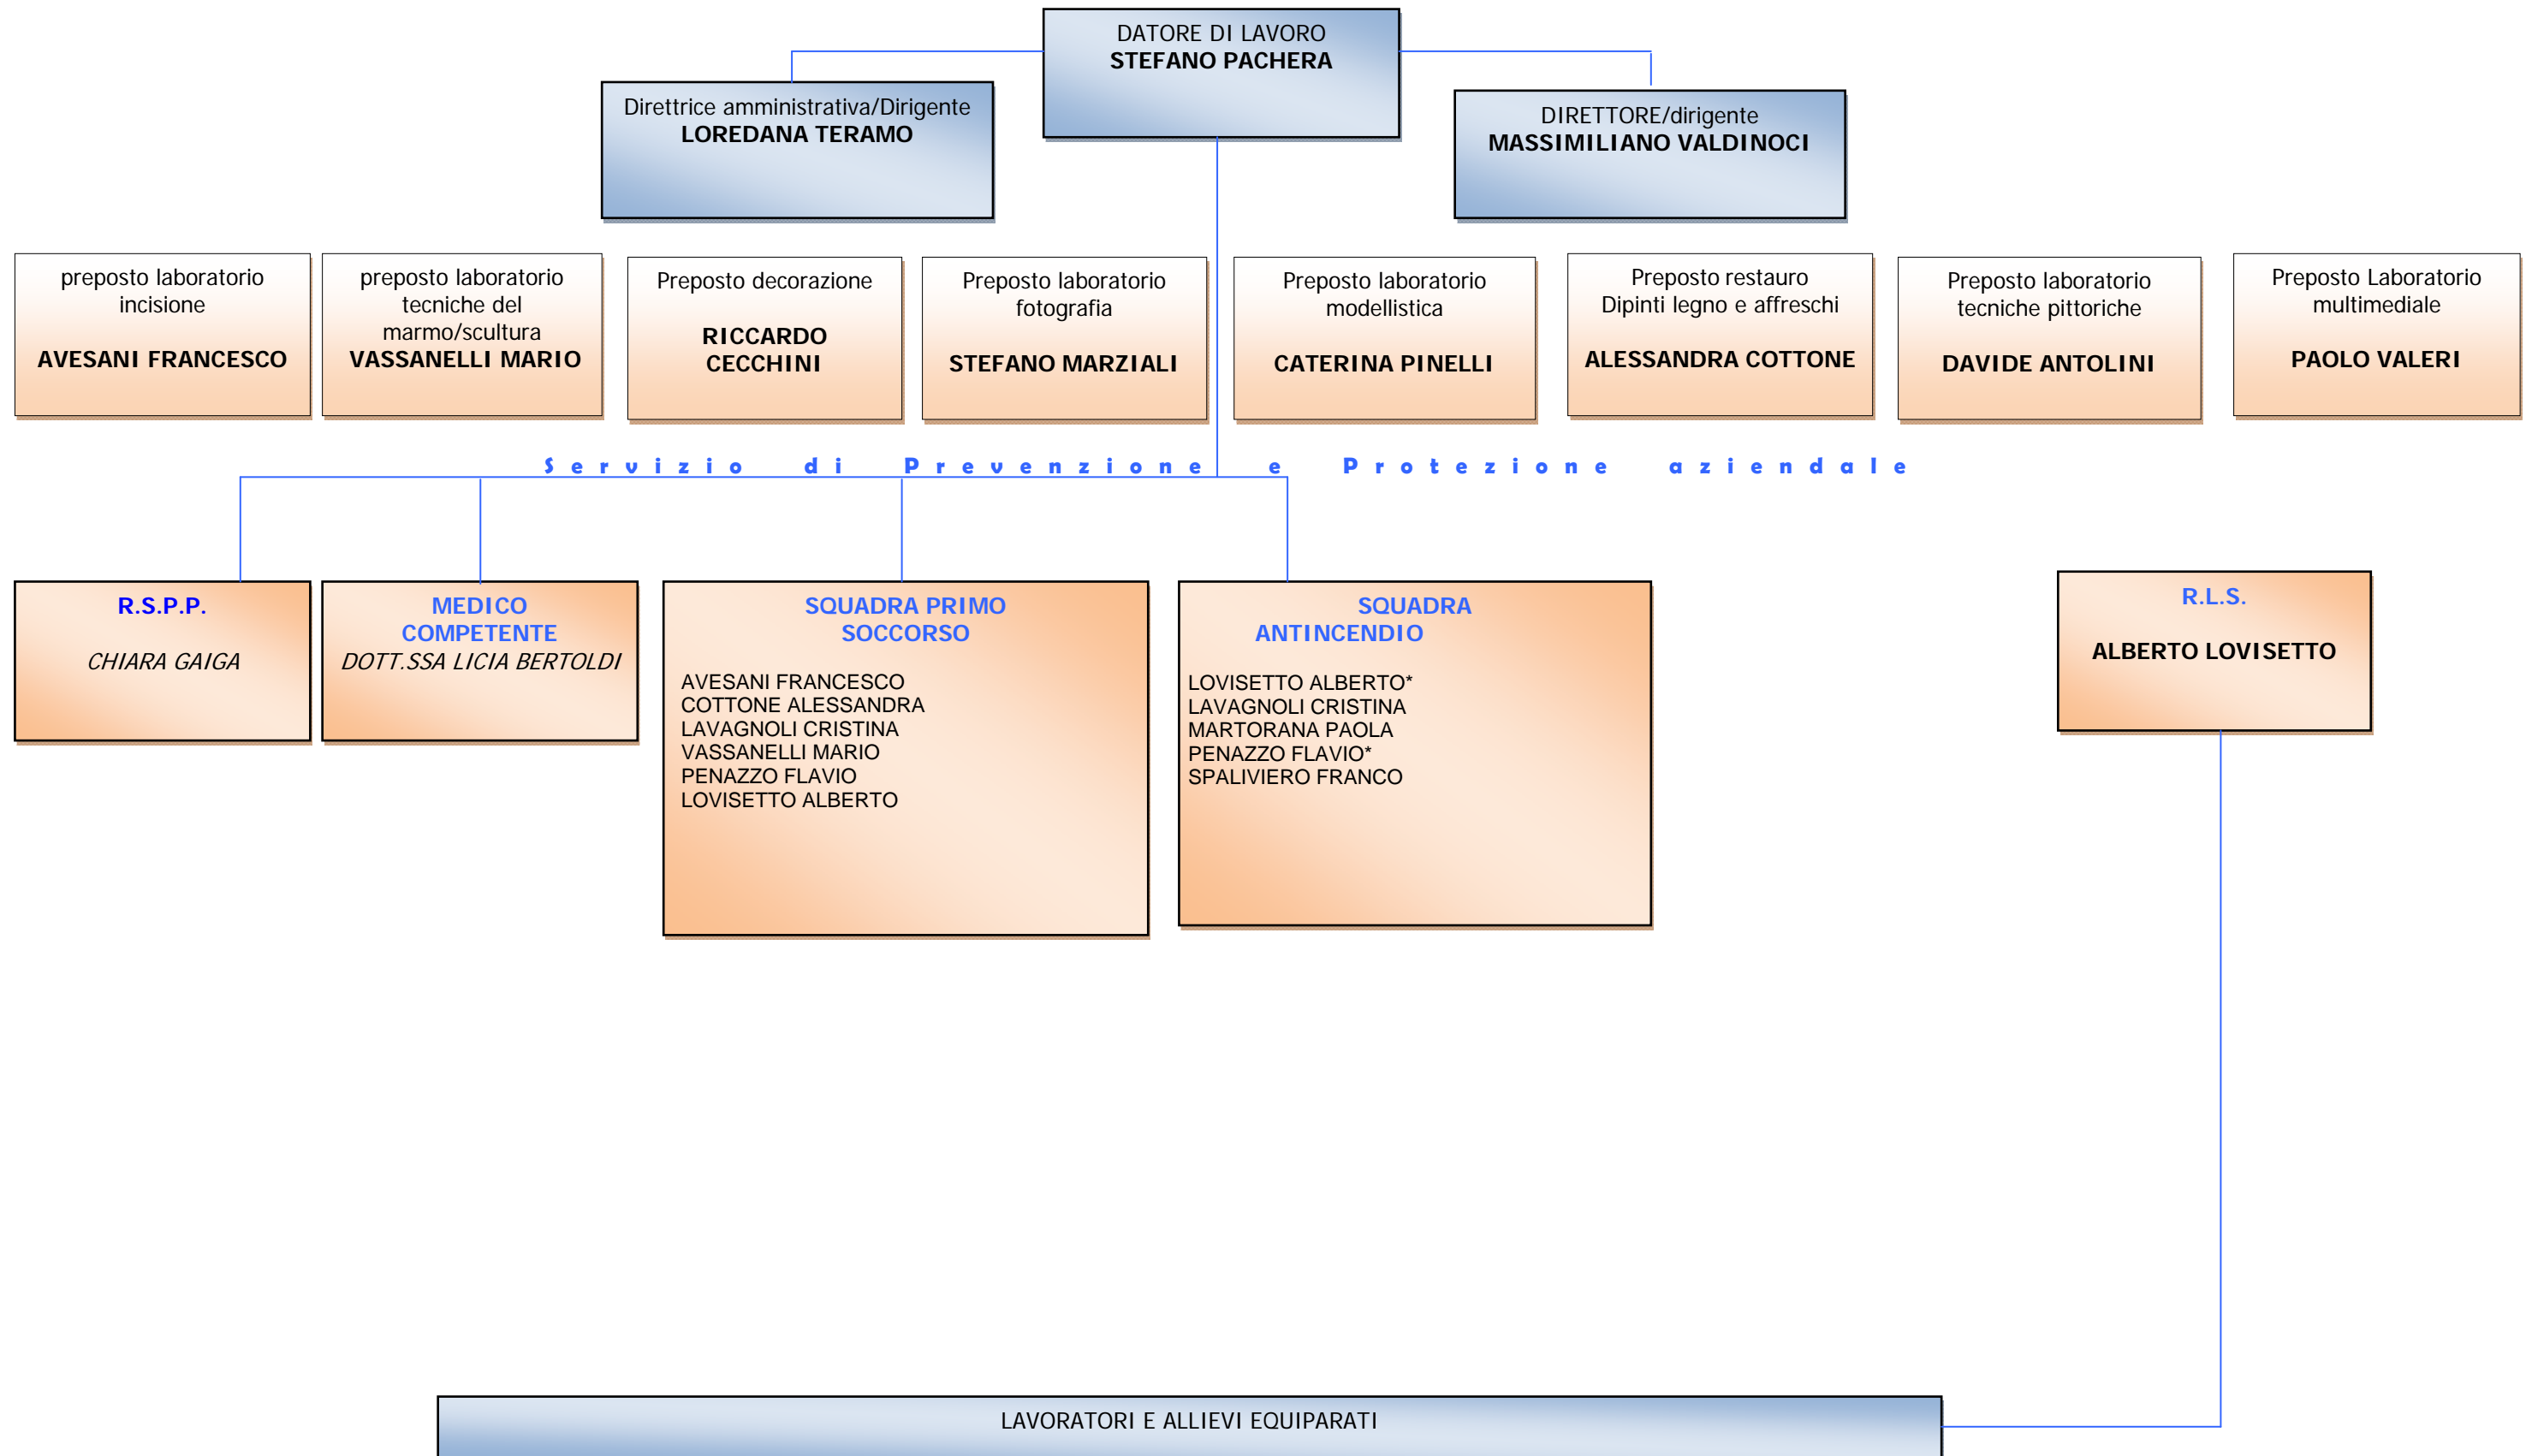 DATORE DI LAVORO
STEFANO PACHERA
Direttrice amministrativa/Dirigente
LOREDANA TERAMO
DIRETTORE/dirigente
MASSIMILIANO VALDINOCI
preposto laboratorio
incisione
AVESANI FRANCESCO
preposto laboratorio
tecniche del
marmo/scultura
VASSANELLI MARIO
Preposto decorazione
RICCARDO
CECCHINI
Preposto laboratorio
fotografia
STEFANO MARZIALI
Preposto laboratorio
modellistica
CATERINA PINELLI
Preposto restauro
Dipinti legno e affreschi
ALESSANDRA COTTONE
Preposto laboratorio
tecniche pittoriche
DAVIDE ANTOLINI
Preposto Laboratorio
multimediale
PAOLO VALERI
Servizio di Prevenzione e Protezione aziendale
R.S.P.P.
CHIARA GAIGA
MEDICO
COMPETENTE
DOTT.SSA LICIA BERTOLDI
SQUADRA PRIMO
SOCCORSO
AVESANI FRANCESCO
COTTONE ALESSANDRA
LAVAGNOLI CRISTINA
VASSANELLI MARIO
PENAZZO FLAVIO
LOVISETTO ALBERTO
SQUADRA
ANTINCENDIO
LOVISETTO ALBERTO*
LAVAGNOLI CRISTINA
MARTORANA PAOLA
PENAZZO FLAVIO*
SPALIVIERO FRANCO
R.L.S.
ALBERTO LOVISETTO
LAVORATORI E ALLIEVI EQUIPARATI